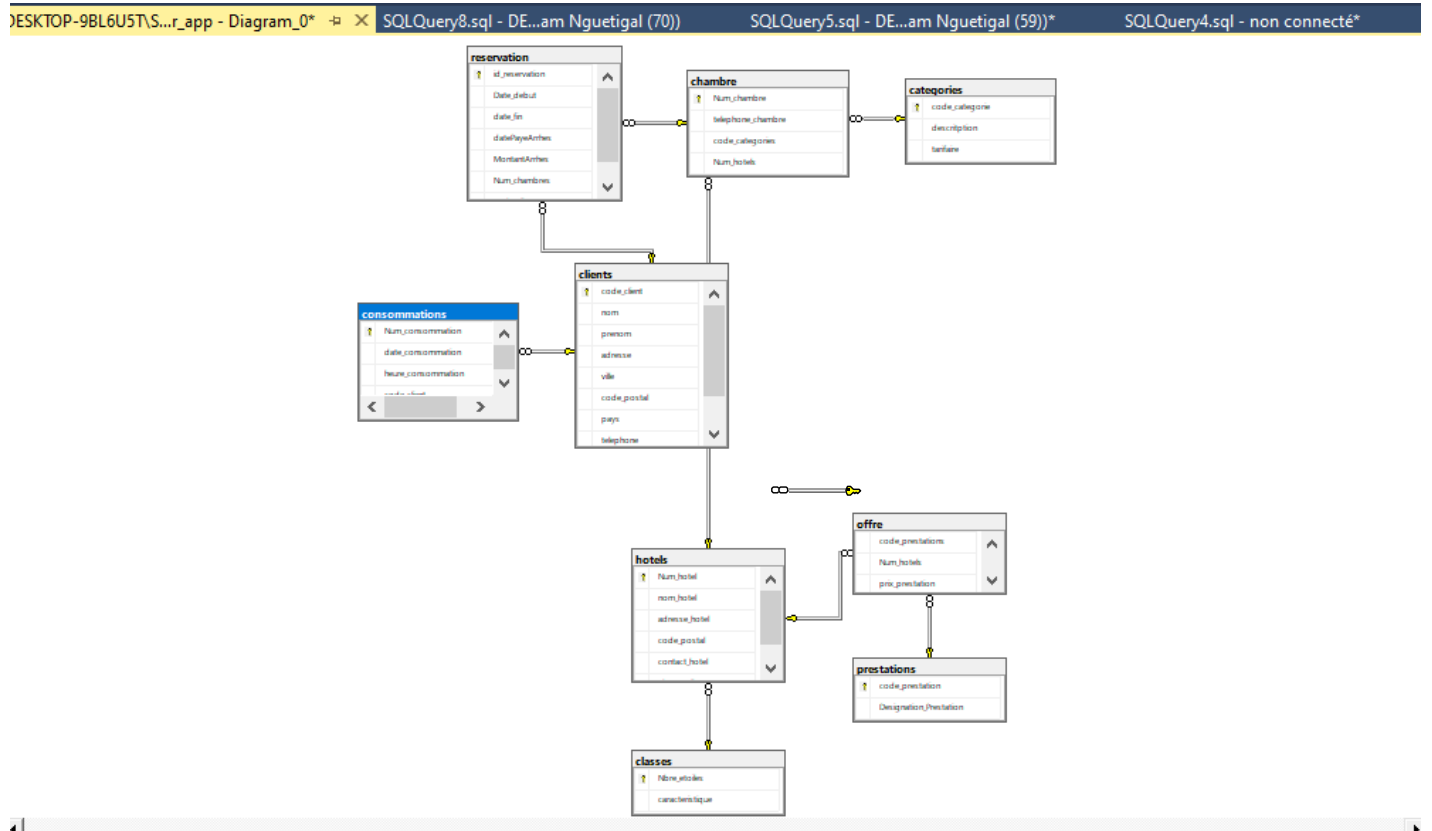 DESKTOP-9BL6U5T\S...r_app - Diagram_0*
SQLQuery8.sql - DE...am Nguetigal (70))
SQLQuery5.sql - DE...am Nguetigal (59))*
SQLQuery4.sql - non connecté*
reservation
id_reservation
Date_debut
date_fin
datePayeArrhes
MontantArrhes
Num_chambres
chambre
Num_chambre
telephone_chambre
code_categories
Num_hotels
categories
code_categorie
descritption
tarifaire
clients
code_client
nom
prenom
adresse
ville
code_postal
pays
telephone
consommations
Num_consommation
date_consommation
heure_consommation
code_client
hotels
Num_hotel
nom_hotel
adresse_hotel
code_postal
contact_hotel
offre
code_prestations
Num_hotels
prix_prestation
prestations
code_prestation
Designation_Prestation
classes
Nbre_etoiles
caracteristique